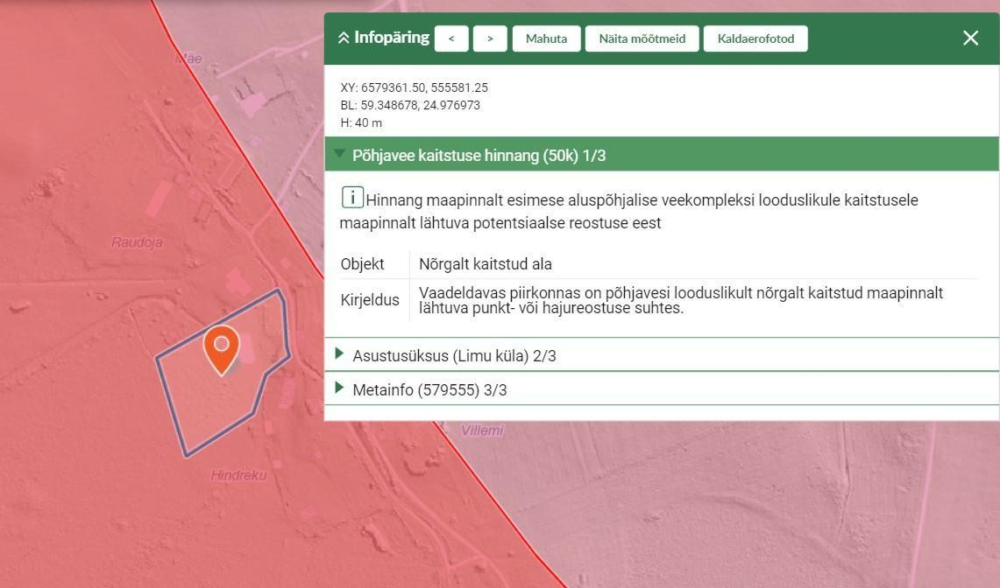 Infopäring
<
>
Mahuta
Näita mõõtmeid
Kaldaerofotod
XY: 6579361.50, 555581.25
BL: 59.348678, 24.976973
H: 40 m
Põhjavee kaitstuse hinnang (50k) 1/3
Hinnang maapinnalt esimese aluspõhjalise veekompleksi looduslikule kaitstusele
maapinnalt lähtuva potentsiaalse reostuse eest
Objekt Nõrgalt kaitstud ala
Kirjeldus Vaadeldavas piirkonnas on põhjavesi looduslikult nõrgalt kaitstud maapinnalt
lähtuva punkt- või hajureostuse suhtes.
Asustusüksus (Limu küla) 2/3
Metainfo (579555) 3/3
Mäe
Raudoja
Villemi
Hindreku